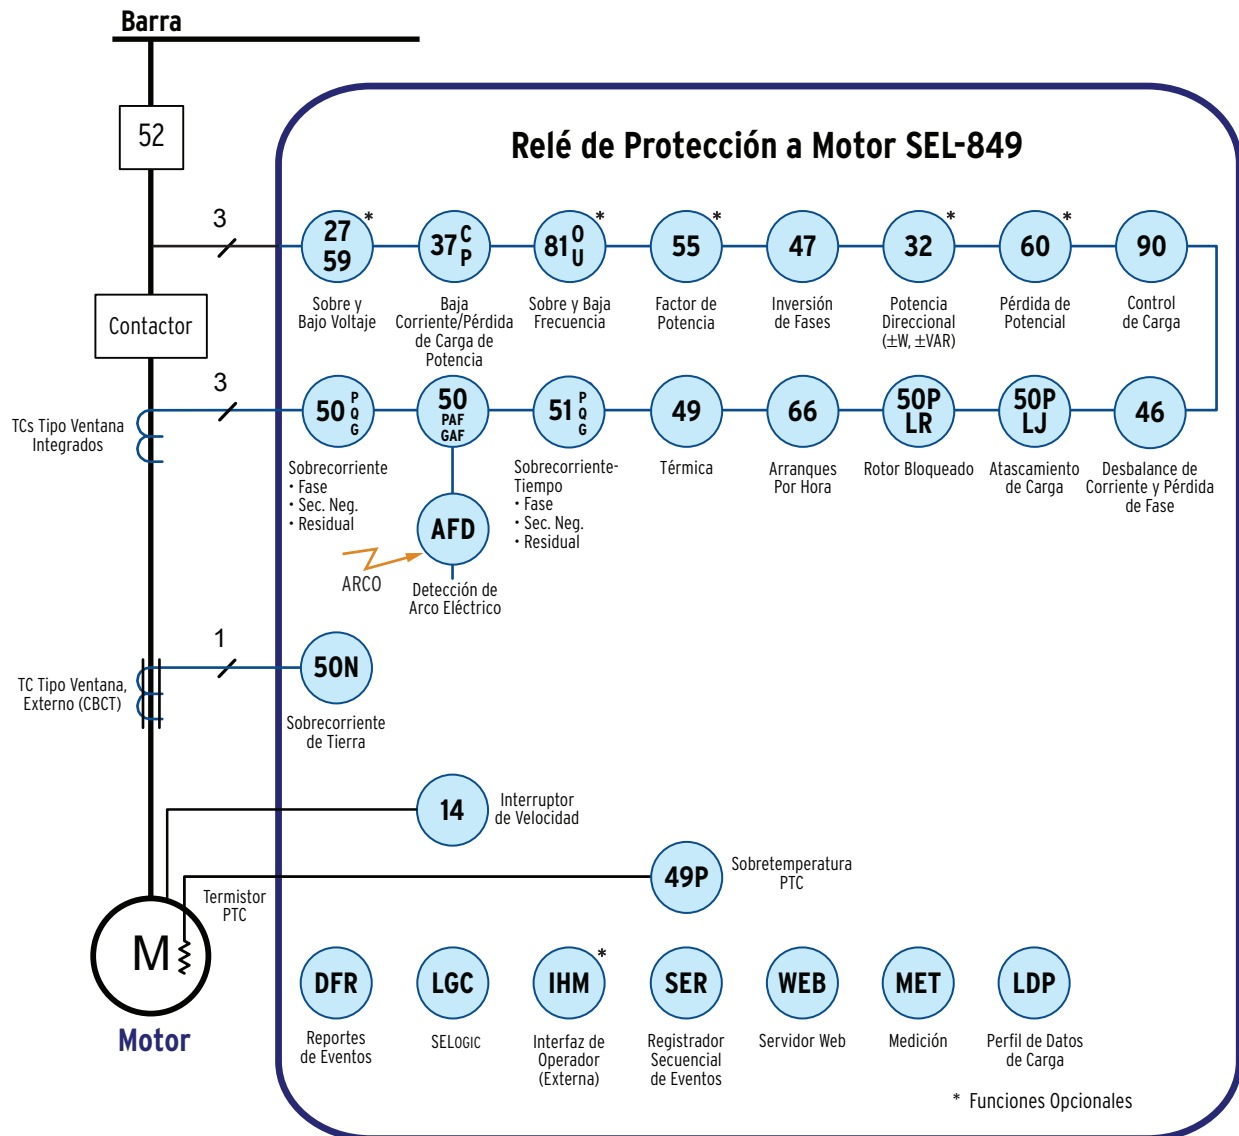 Barra
52
Relé de Protección a Motor SEL-849
3
27
59
*
Sobre y
Bajo Voltaje
37 C
P
Baja
Corriente/Pérdida
de Carga de
Potencia
81 O
U
*
Sobre y Baja
Frecuencia
55
*
Factor de
Potencia
47
Inversión
de Fases
32
*
Potencia
Direccional
(±W, ±VAR)
60
*
Pérdida de
Potencial
90
Control
de Carga
Contactor
3
TCs Tipo Ventana
Integrados
50 P
Q
G
Sobrecorriente
· Fase
· Sec. Neg.
· Residual
50
PAF
GAF
AFD
ARCO
Detección de
Arco Eléctrico
51 P
Q
G
Sobrecorriente-
Tiempo
· Fase
· Sec. Neg.
· Residual
49
Térmica
66
Arranques
Por Hora
50P
LR
Rotor Bloqueado
50P
LJ
Atascamiento
de Carga
46
Desbalance de
Corriente y Pérdida
de Fase
1
TC Tipo Ventana,
Externo (CBCT)
50N
Sobrecorriente
de Tierra
14
Interruptor
de Velocidad
Termistor
PTC
49P
Sobretemperatura
PTC
M
Motor
DFR
Reportes
de Eventos
LGC
SELOGIC
IHM
*
Interfaz de
Operador
(Externa)
SER
Registrador
Secuencial
de Eventos
WEB
Servidor Web
MET
Medición
LDP
Perfil de Datos
de Carga
* Funciones Opcionales